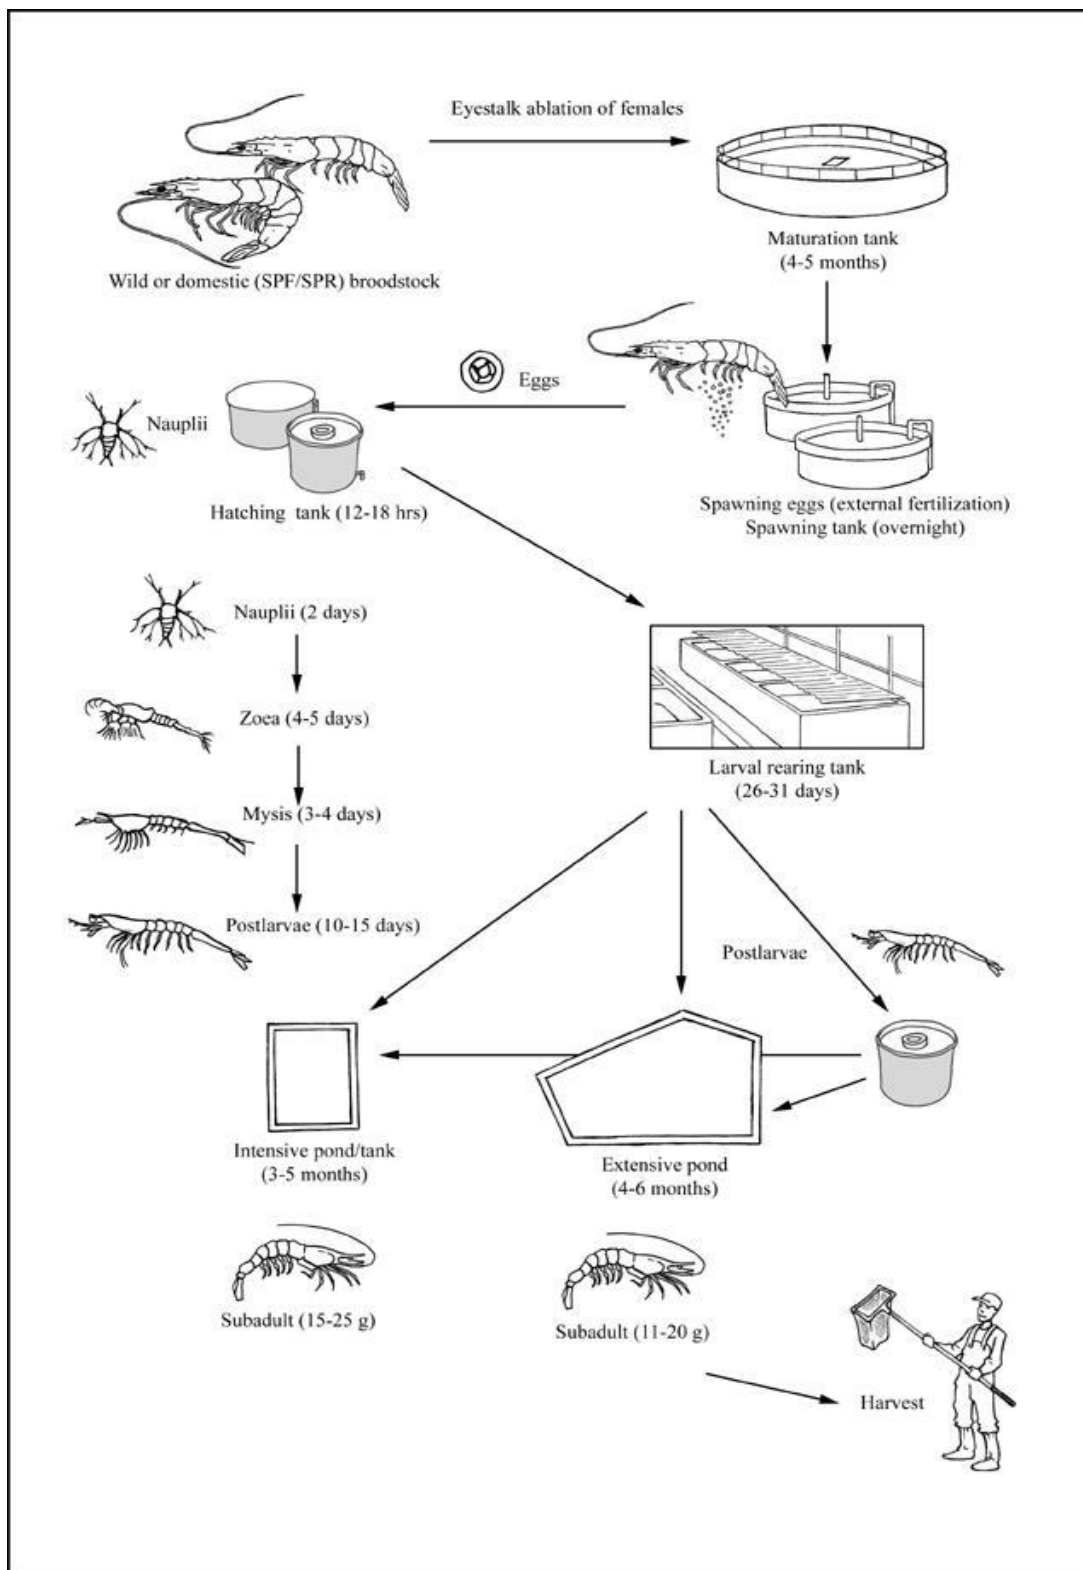 Eyestalk ablation of females
Wild or domestic (SPF/SPR) broodstock
Maturation tank
(4-5 months)
Eggs
Nauplii
Hatching tank (12-18 hrs)
Spawning eggs (external fertilization)
Spawning tank (overnight)
Nauplii (2 days)
Zoea (4-5 days)
Mysis (3-4 days)
Postlarvae (10-15 days)
Larval rearing tank
(26-31 days)
Postlarvae
Intensive pond/tank
(3-5 months)
Extensive pond
(4-6 months)
Subadult (15-25 g)
Subadult (11-20 g)
Harvest